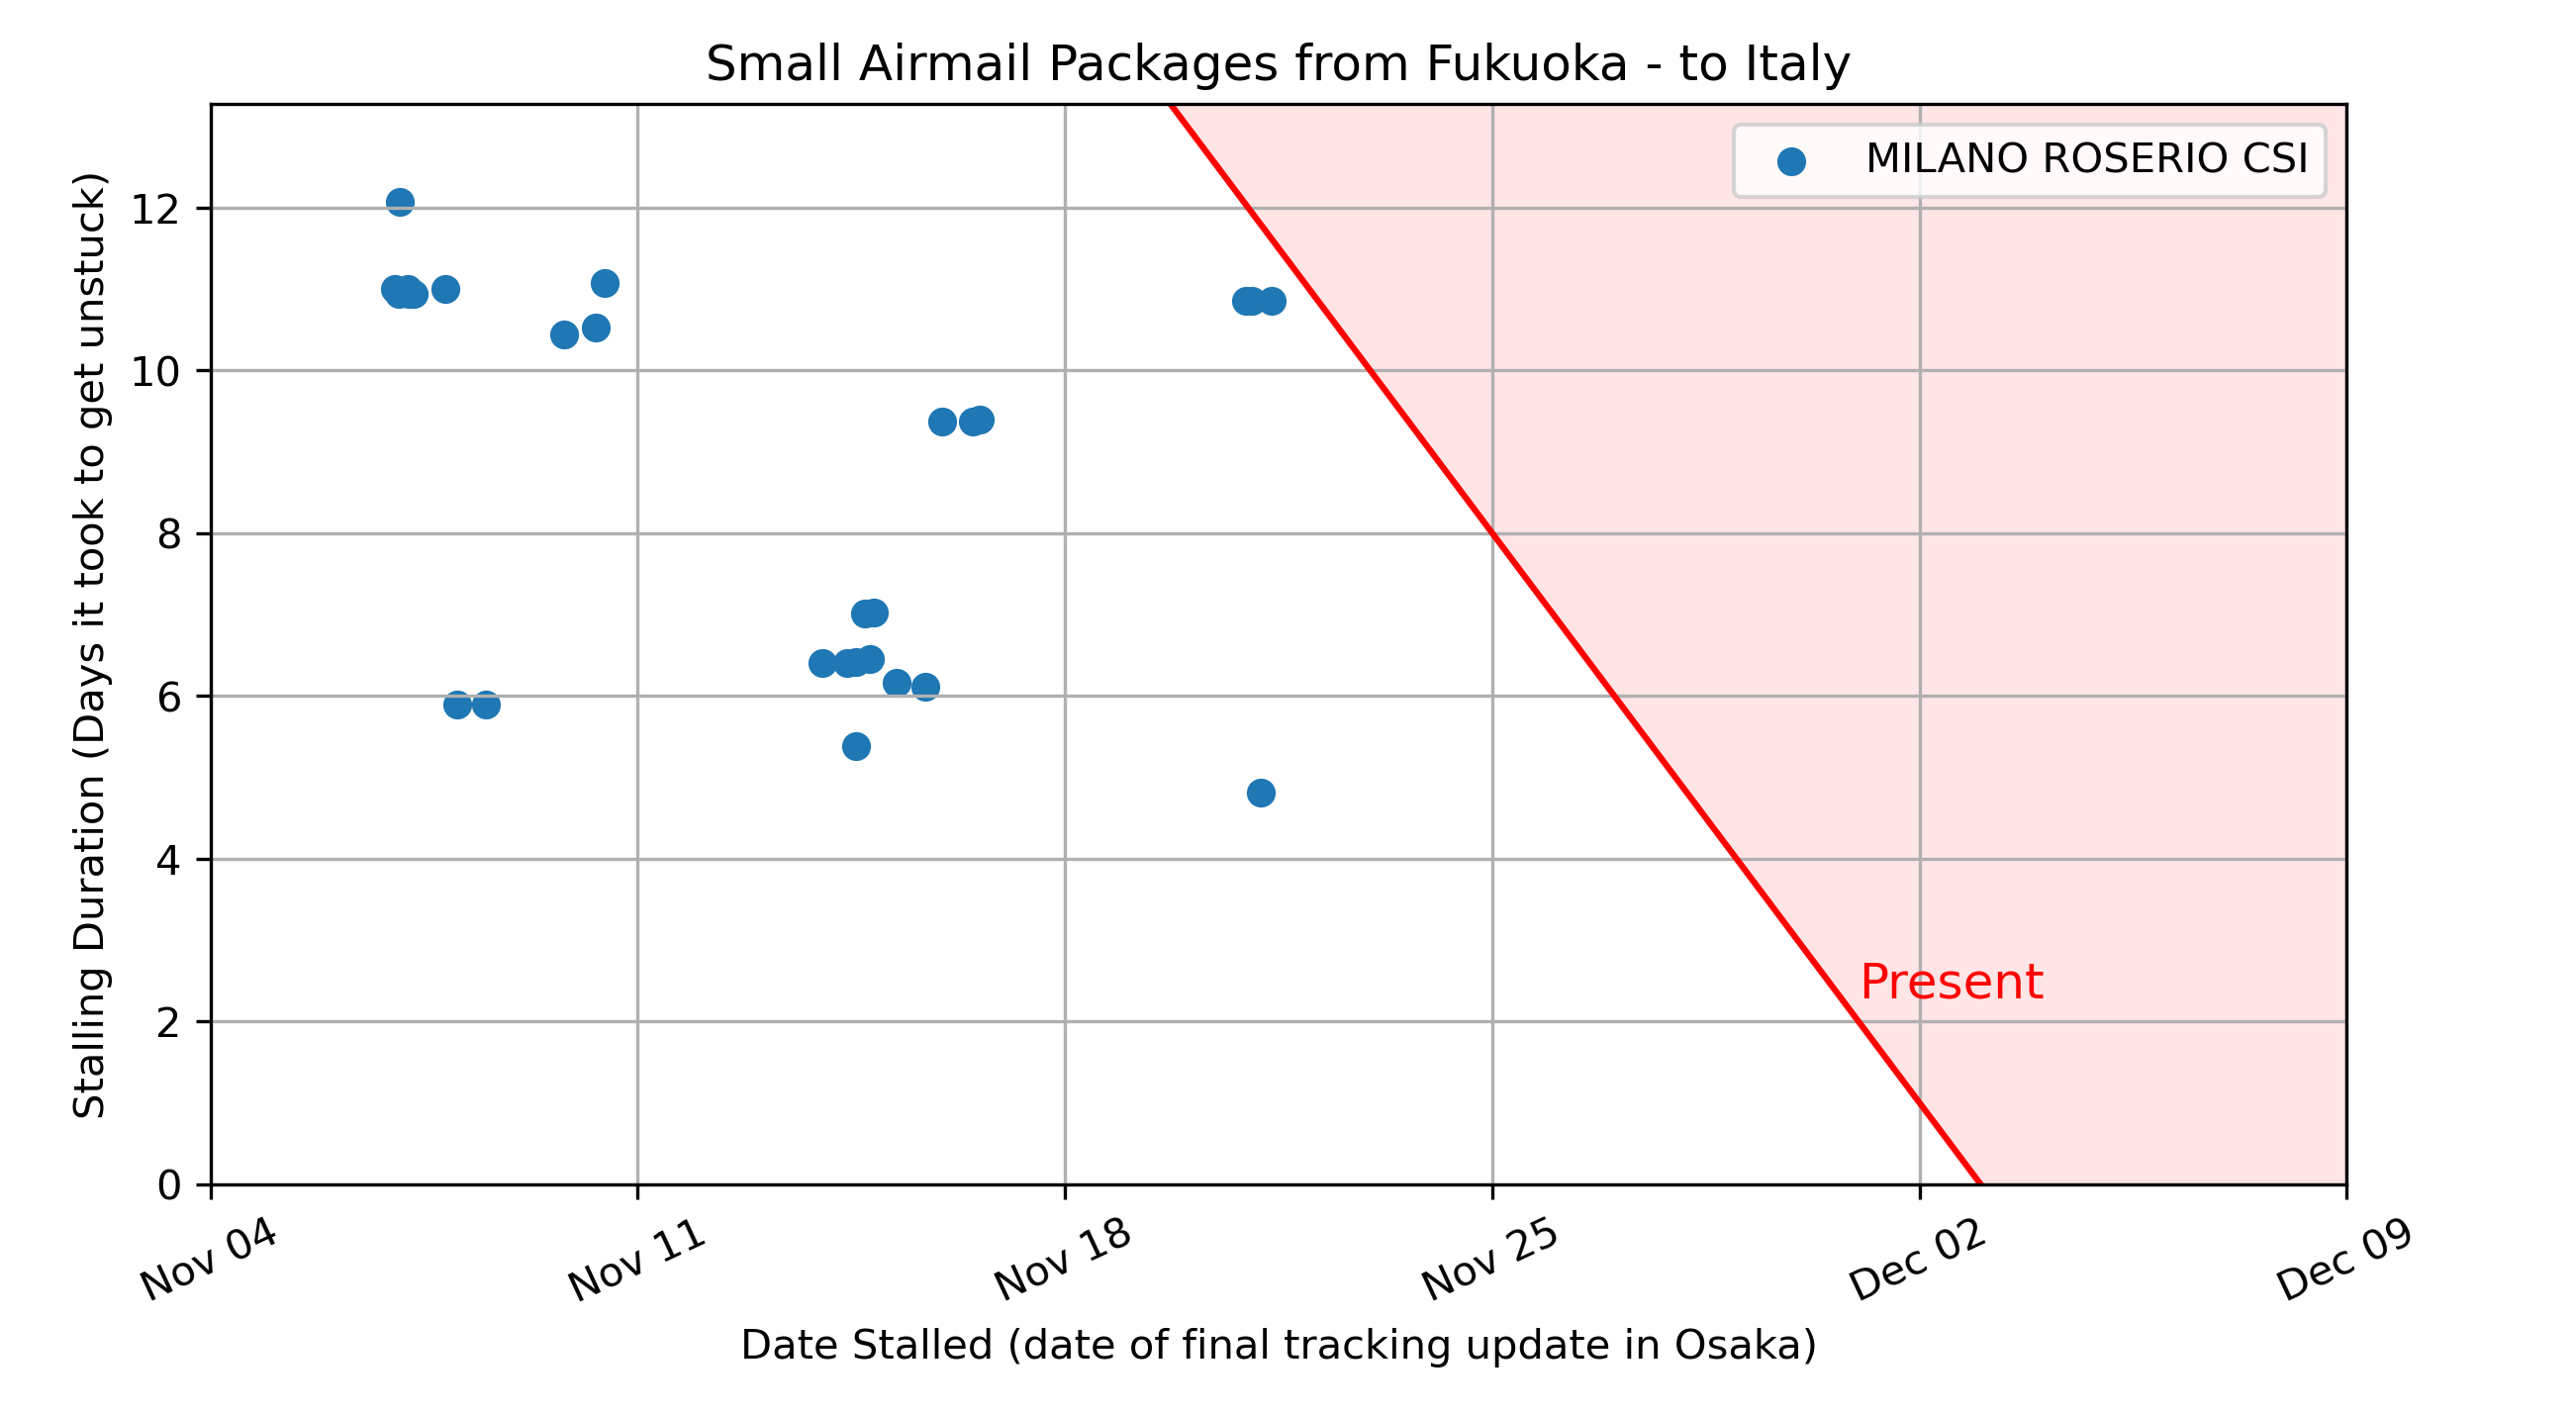 Small Airmail Packages from Fukuoka - to Italy
MILANO ROSERIO CSI
Stalling Duration (Days it took to get unstuck)
12
10
8
6
4
2
0
Present
Nov 04
Nov 11
Nov 18
Nov 25
Dec 02
Dec 09
Date Stalled (date of final tracking update in Osaka)